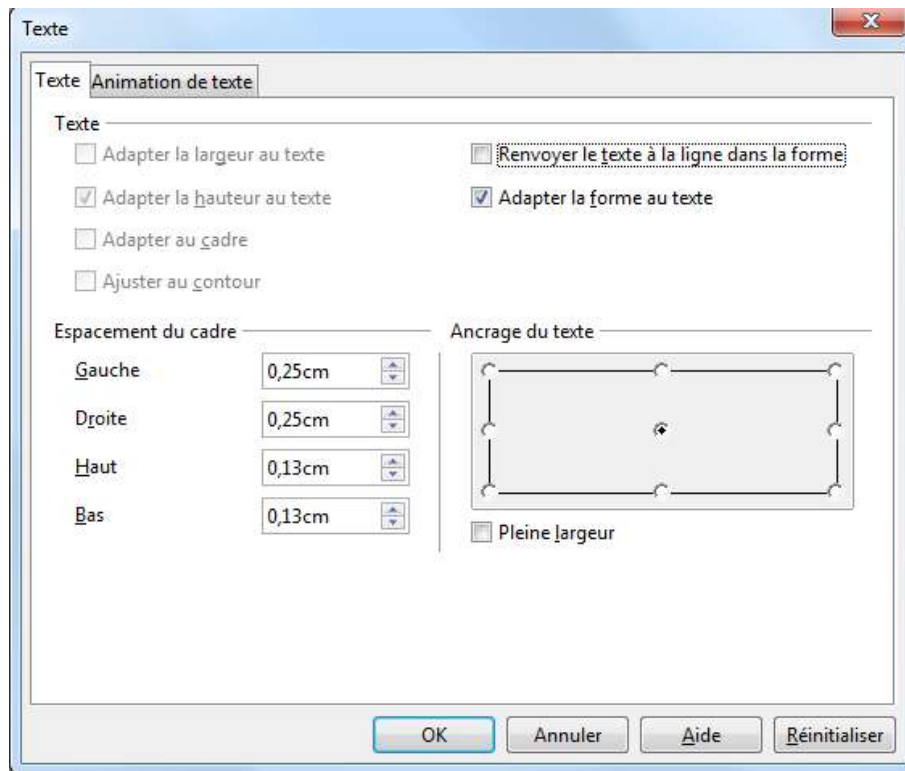 Texte
Texte Animation de texte
Texte
Adapter la largeur au texte
Renvoyer le texte à la ligne dans la forme
Adapter la hauteur au texte
Adapter la forme au texte
Adapter au cadre
Ajuster au contour
Espacement du cadre
Gauche 0,25cm
Droite 0,25cm
Haut 0,13cm
Bas 0,13cm
Ancrage du texte
Pleine largeur
OK Annuler Aide Réinitialiser